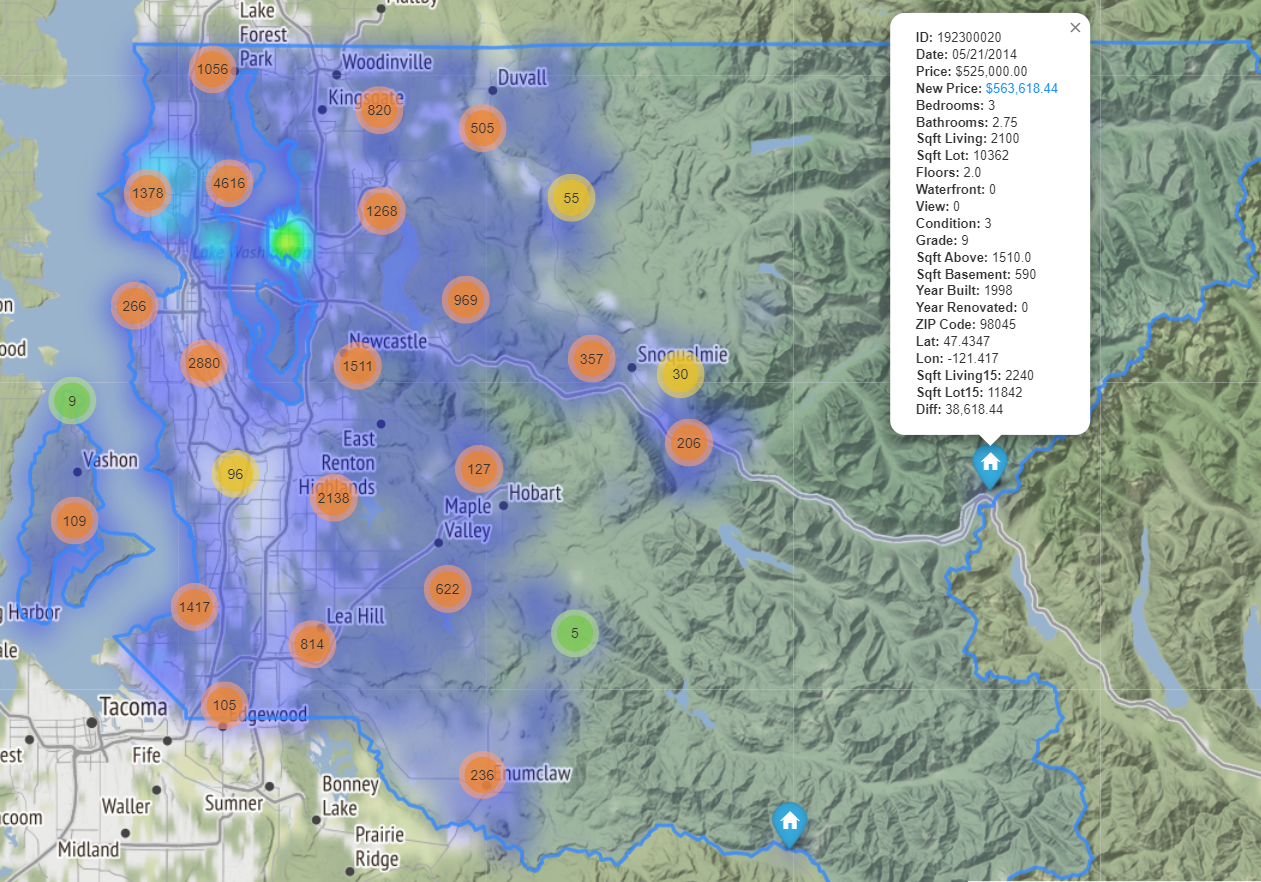 Maltby
Lake
Forest
Park
1056
Woodinville
Duvall
Kingsgate
820
505
1378
4616
1268
55
Lake Washington
266
969
2880
Newcastle
1511
357
Snoqualmie
30
9
206
East
Renton
Highlands
Vashon
96
127
2138
Hobart
Maple
Valley
109
622
g Harbor
1417
Lea Hill
814
5
ale
Tacoma
105
Edgewood
Fife
est
236
Enumclaw
Bonney
Lake
Waller
Sumner
acoom
Prairie
Ridge
Midland
on
ood
×
ID: 192300020
Date: 05/21/2014
Price: $525,000.00
New Price: $563,618.44
Bedrooms: 3
Bathrooms: 2.75
Sqft Living: 2100
Sqft Lot: 10362
Floors: 2.0
Waterfront: 0
View: 0
Condition: 3
Grade: 9
Sqft Above: 1510.0
Sqft Basement: 590
Year Built: 1998
Year Renovated: 0
ZIP Code: 98045
Lat: 47.4347
Lon: -121.417
Sqft Living15: 2240
Sqft Lot15: 11842
Diff: 38,618.44